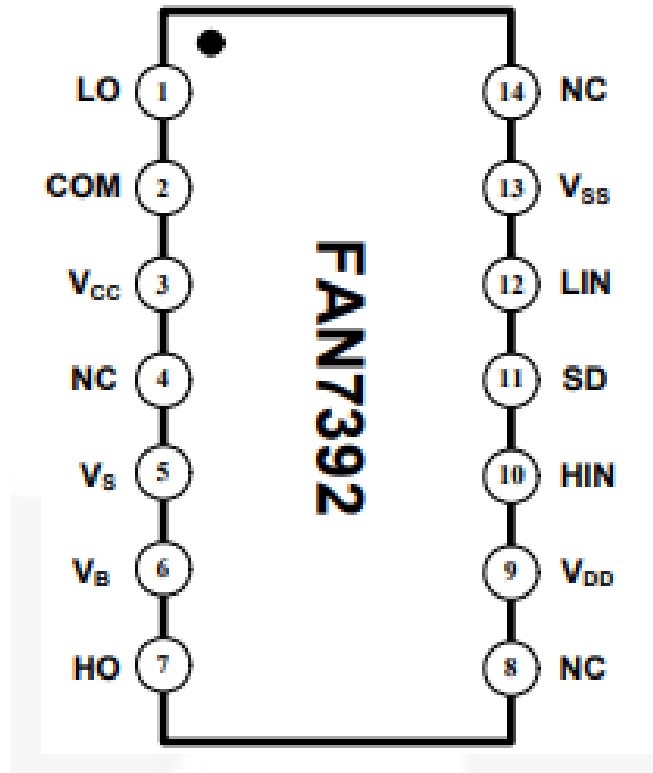 LO 1 14 NC
COM 2 13 VSS
VCC 3 12 LIN
NC 4 11 SD
VS 5 10 HIN
VB 6 9 VDD
HO 7 8 NC
FAN7392